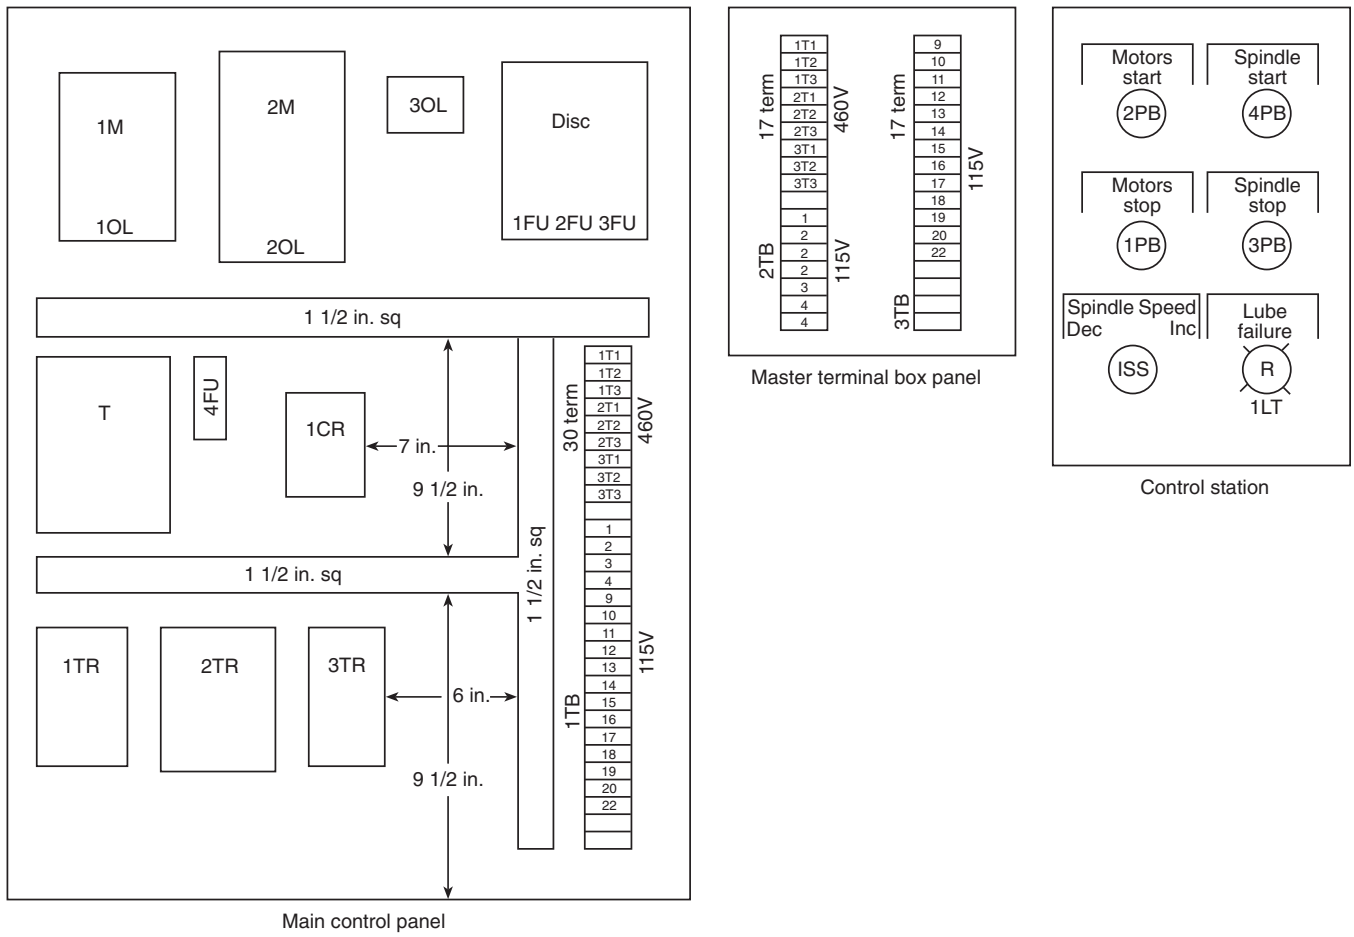 1M
1OL
2M
2OL
3OL
Disc
1FU 2FU 3FU
1 1/2 in. sq
T
4FU
1CR
7 in.
9 1/2 in.
1 1/2 in. sq
1 1/2 in. sq
1TR
2TR
3TR
6 in.
9 1/2 in.
30 term
460V
1T1
1T2
1T3
2T1
2T2
2T3
3T1
3T2
3T3
1
2
3
4
9
10
11
12
13
14
15
16
17
18
19
20
22
115V
1TB
Main control panel
17 term
460V
1T1
1T2
1T3
2T1
2T2
2T3
3T1
3T2
3T3
1
2
2
2
3
4
4
2TB
115V
17 term
9
10
11
12
13
14
15
16
17
18
19
20
22
115V
3TB
Master terminal box panel
Motors
start
2PB
Spindle
start
4PB
Motors
stop
1PB
Spindle
stop
3PB
Spindle Speed
Dec
Inc
ISS
Lube
failure
R
1LT
Control station